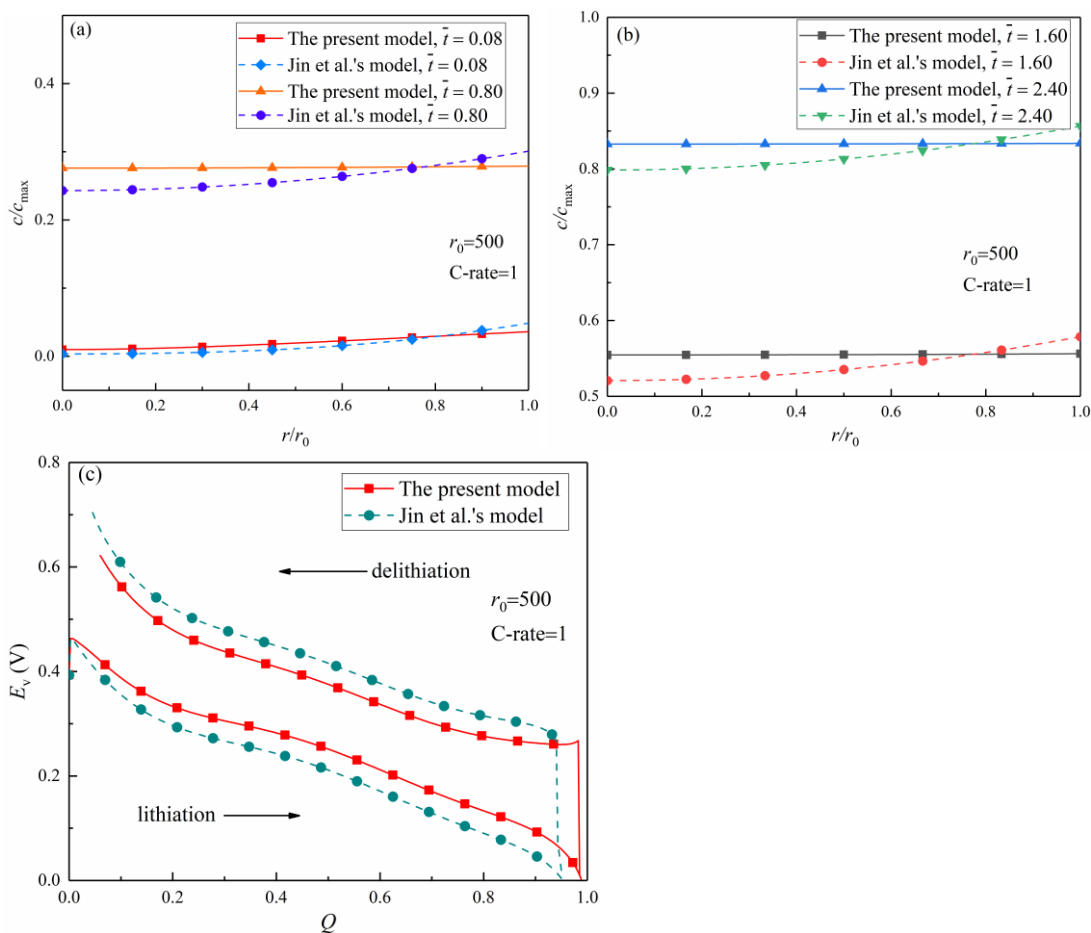 (a)
The present model, t̄ = 0.08
Jin et al.'s model, t̄ = 0.08
The present model, t̄ = 0.80
Jin et al.'s model, t̄ = 0.80
0.4
0.2
0.0
c/cmax
r0=500
C-rate=1
0.0 0.2 0.4 0.6 0.8 1.0
r/r0
(b)
The present model, t̄ = 1.60
Jin et al.'s model, t̄ = 1.60
The present model, t̄ = 2.40
Jin et al.'s model, t̄ = 2.40
1.0
0.9
0.8
0.7
0.6
0.5
c/cmax
r0=500
C-rate=1
0.0 0.2 0.4 0.6 0.8 1.0
r/r0
(c)
The present model
Jin et al.'s model
0.8
0.6
0.4
0.2
0.0
Ev (V)
delithiation
r0=500
C-rate=1
lithiation
0.0 0.2 0.4 0.6 0.8 1.0
Q